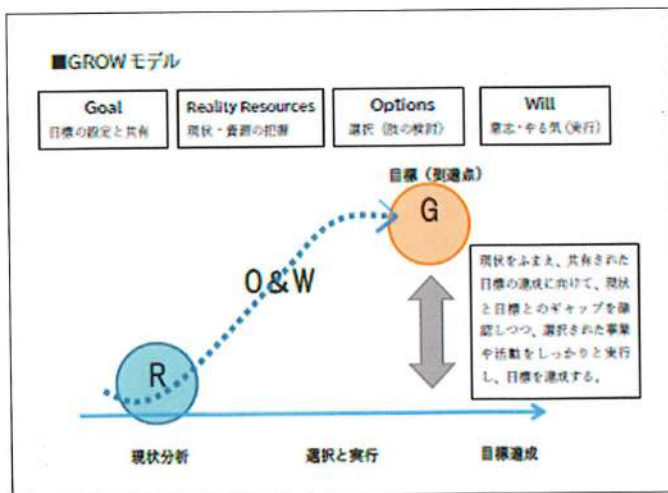 ■GROWモデル
Goal
目標の設定と共有
Reality Resources
現状・資源の把握
Options
選択（肢の検討）
Will
意志・やる気（実行）
目標（到達点）
G
O＆W
R
現状をふまえ、共有された
目標の達成に向けて、現状
と目標とのギャップを確
認しつつ、選択された事業
や活動をしっかりと実行
し、目標を達成する。
現状分析
選択と実行
目標達成